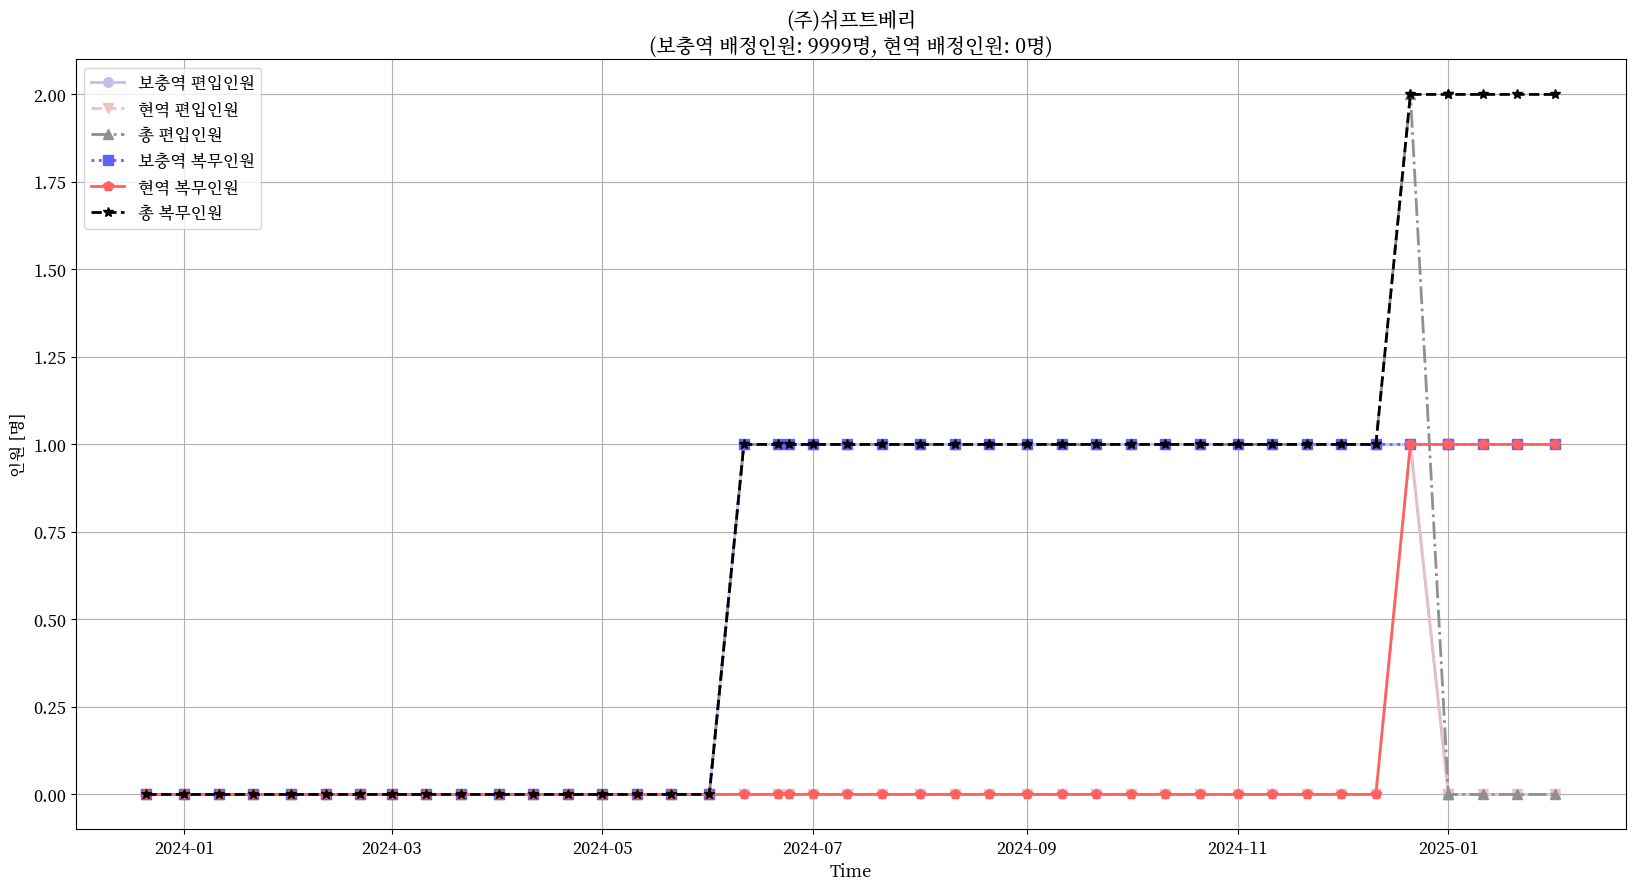 (주)쉬프트베리
(보충역 배정인원: 9999명, 현역 배정인원: 0명)
보충역 편입인원
현역 편입인원
총 편입인원
보충역 복무인원
현역 복무인원
총 복무인원
2.00
1.75
1.50
1.25
1.00
0.75
0.50
0.25
0.00
인원 [명]
2024-01
2024-03
2024-05
2024-07
2024-09
2024-11
2025-01
Time